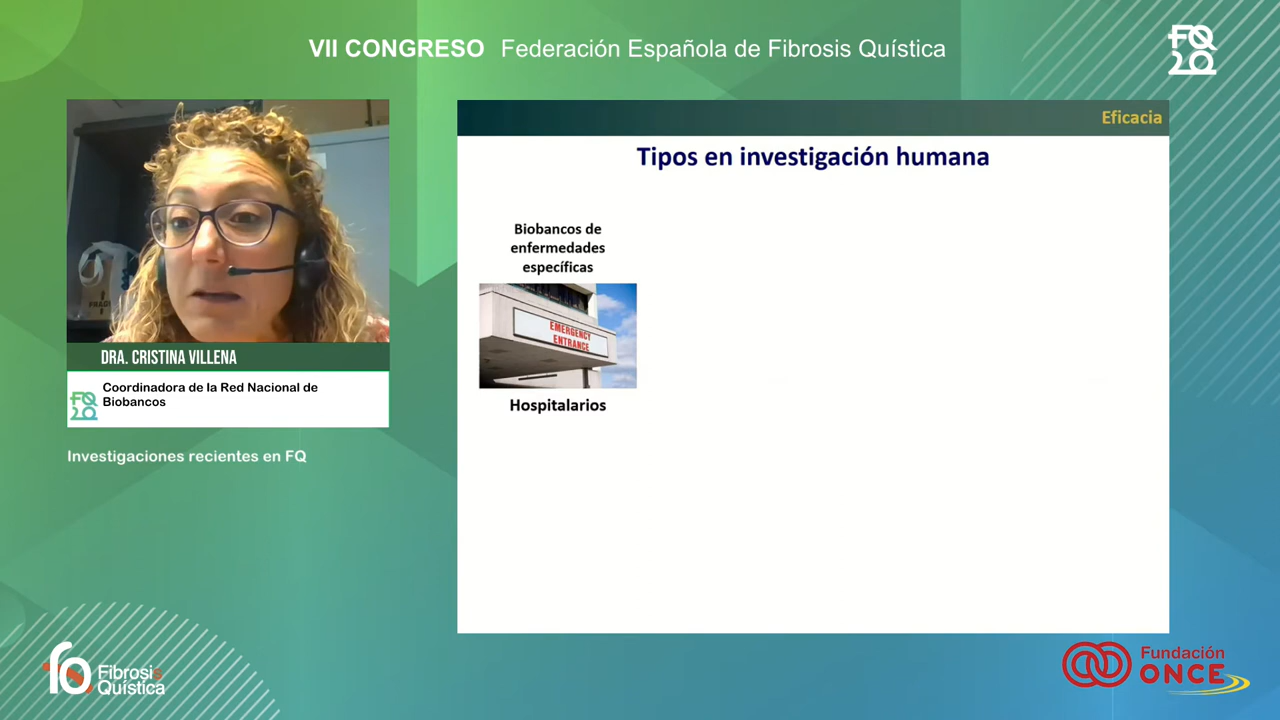 VII CONGRESO Federación Española de Fibrosis Quística
FQ
20
Eficacia
Tipos en investigación humana
Biobancos de
enfermedades
específicas
EMERGENCY
ENTRANCE
Hospitalarios
FRAG
DRA. CRISTINA VILLENA
FQ
20
Coordinadora de la Red Nacional de
Biobancos
Investigaciones recientes en FQ
Fibrosis
Quística
Fundación
ONCE